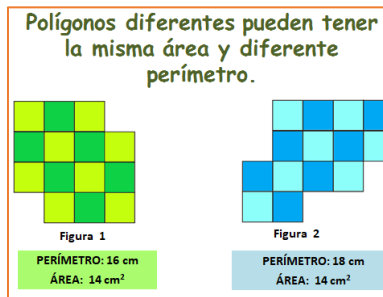 Polígonos diferentes pueden tener
la misma área y diferente
perímetro.
Figura 1
Figura 2
PERÍMETRO: 16 cm
ÁREA: 14 cm²
PERÍMETRO: 18 cm
ÁREA: 14 cm²